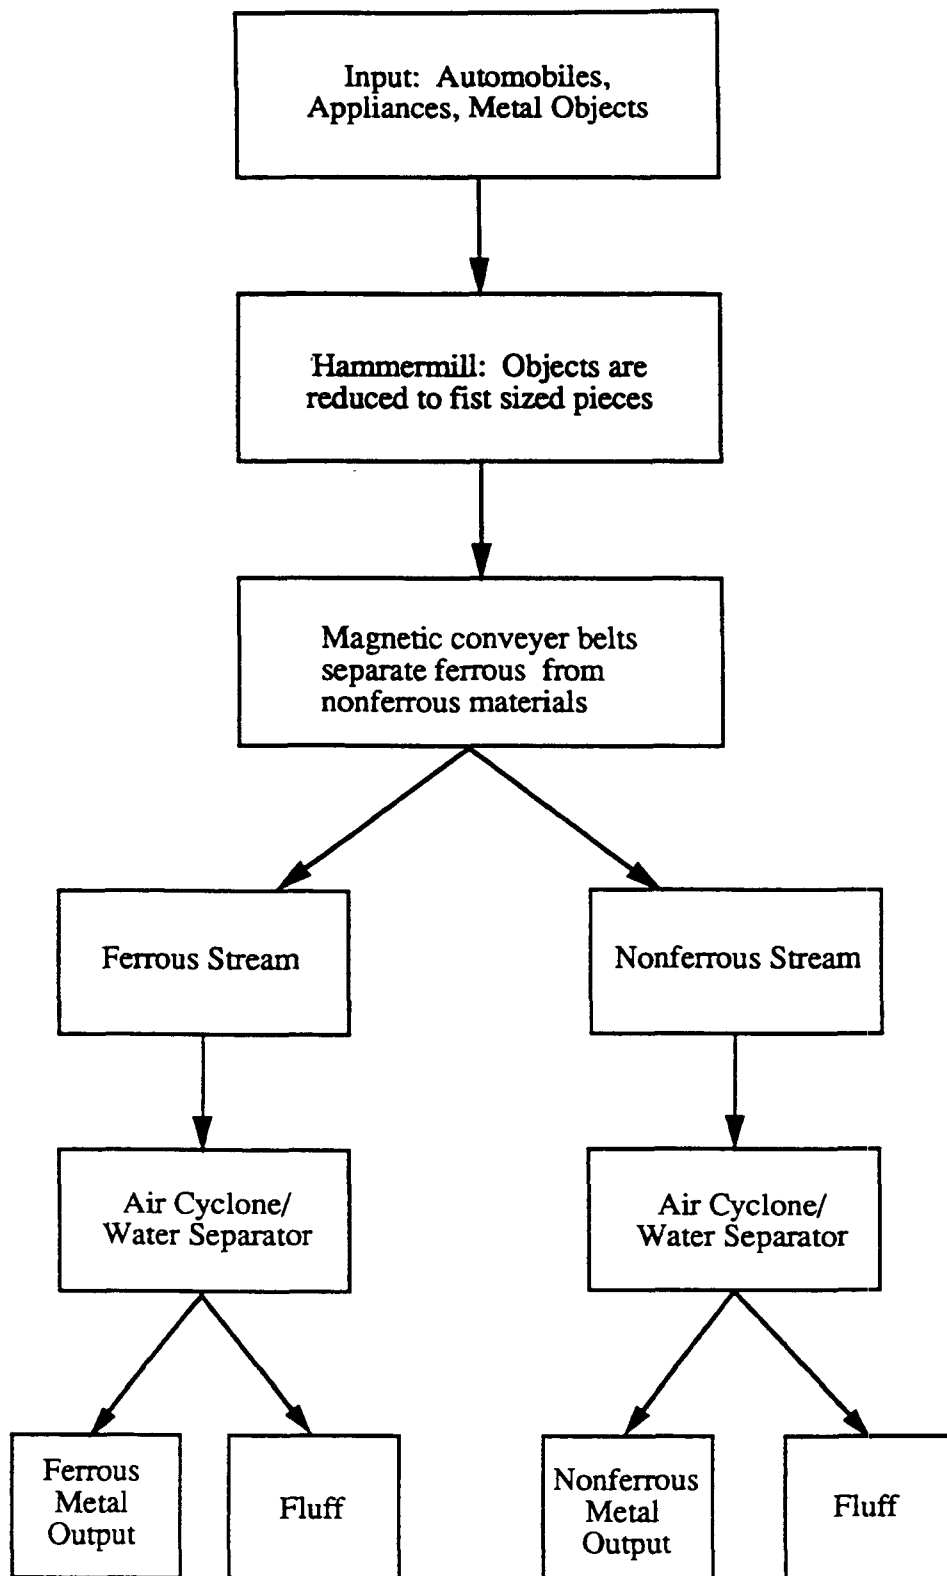 Input: Automobiles,
Appliances, Metal Objects
Hammermill: Objects are
reduced to fist sized pieces
Magnetic conveyer belts
separate ferrous from
nonferrous materials
Ferrous Stream
Nonferrous Stream
Air Cyclone/
Water Separator
Air Cyclone/
Water Separator
Ferrous
Metal
Output
Fluff
Nonferrous
Metal
Output
Fluff